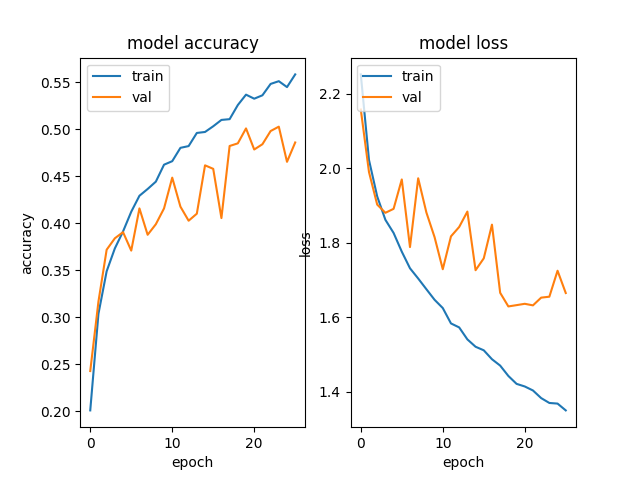 model accuracy
train
val
0.55
0.50
0.45
0.40
0.35
0.30
0.25
0.20
accuracy
0
10
20
epoch
model loss
train
val
2.2
2.0
1.8
1.6
1.4
loss
0
10
20
epoch